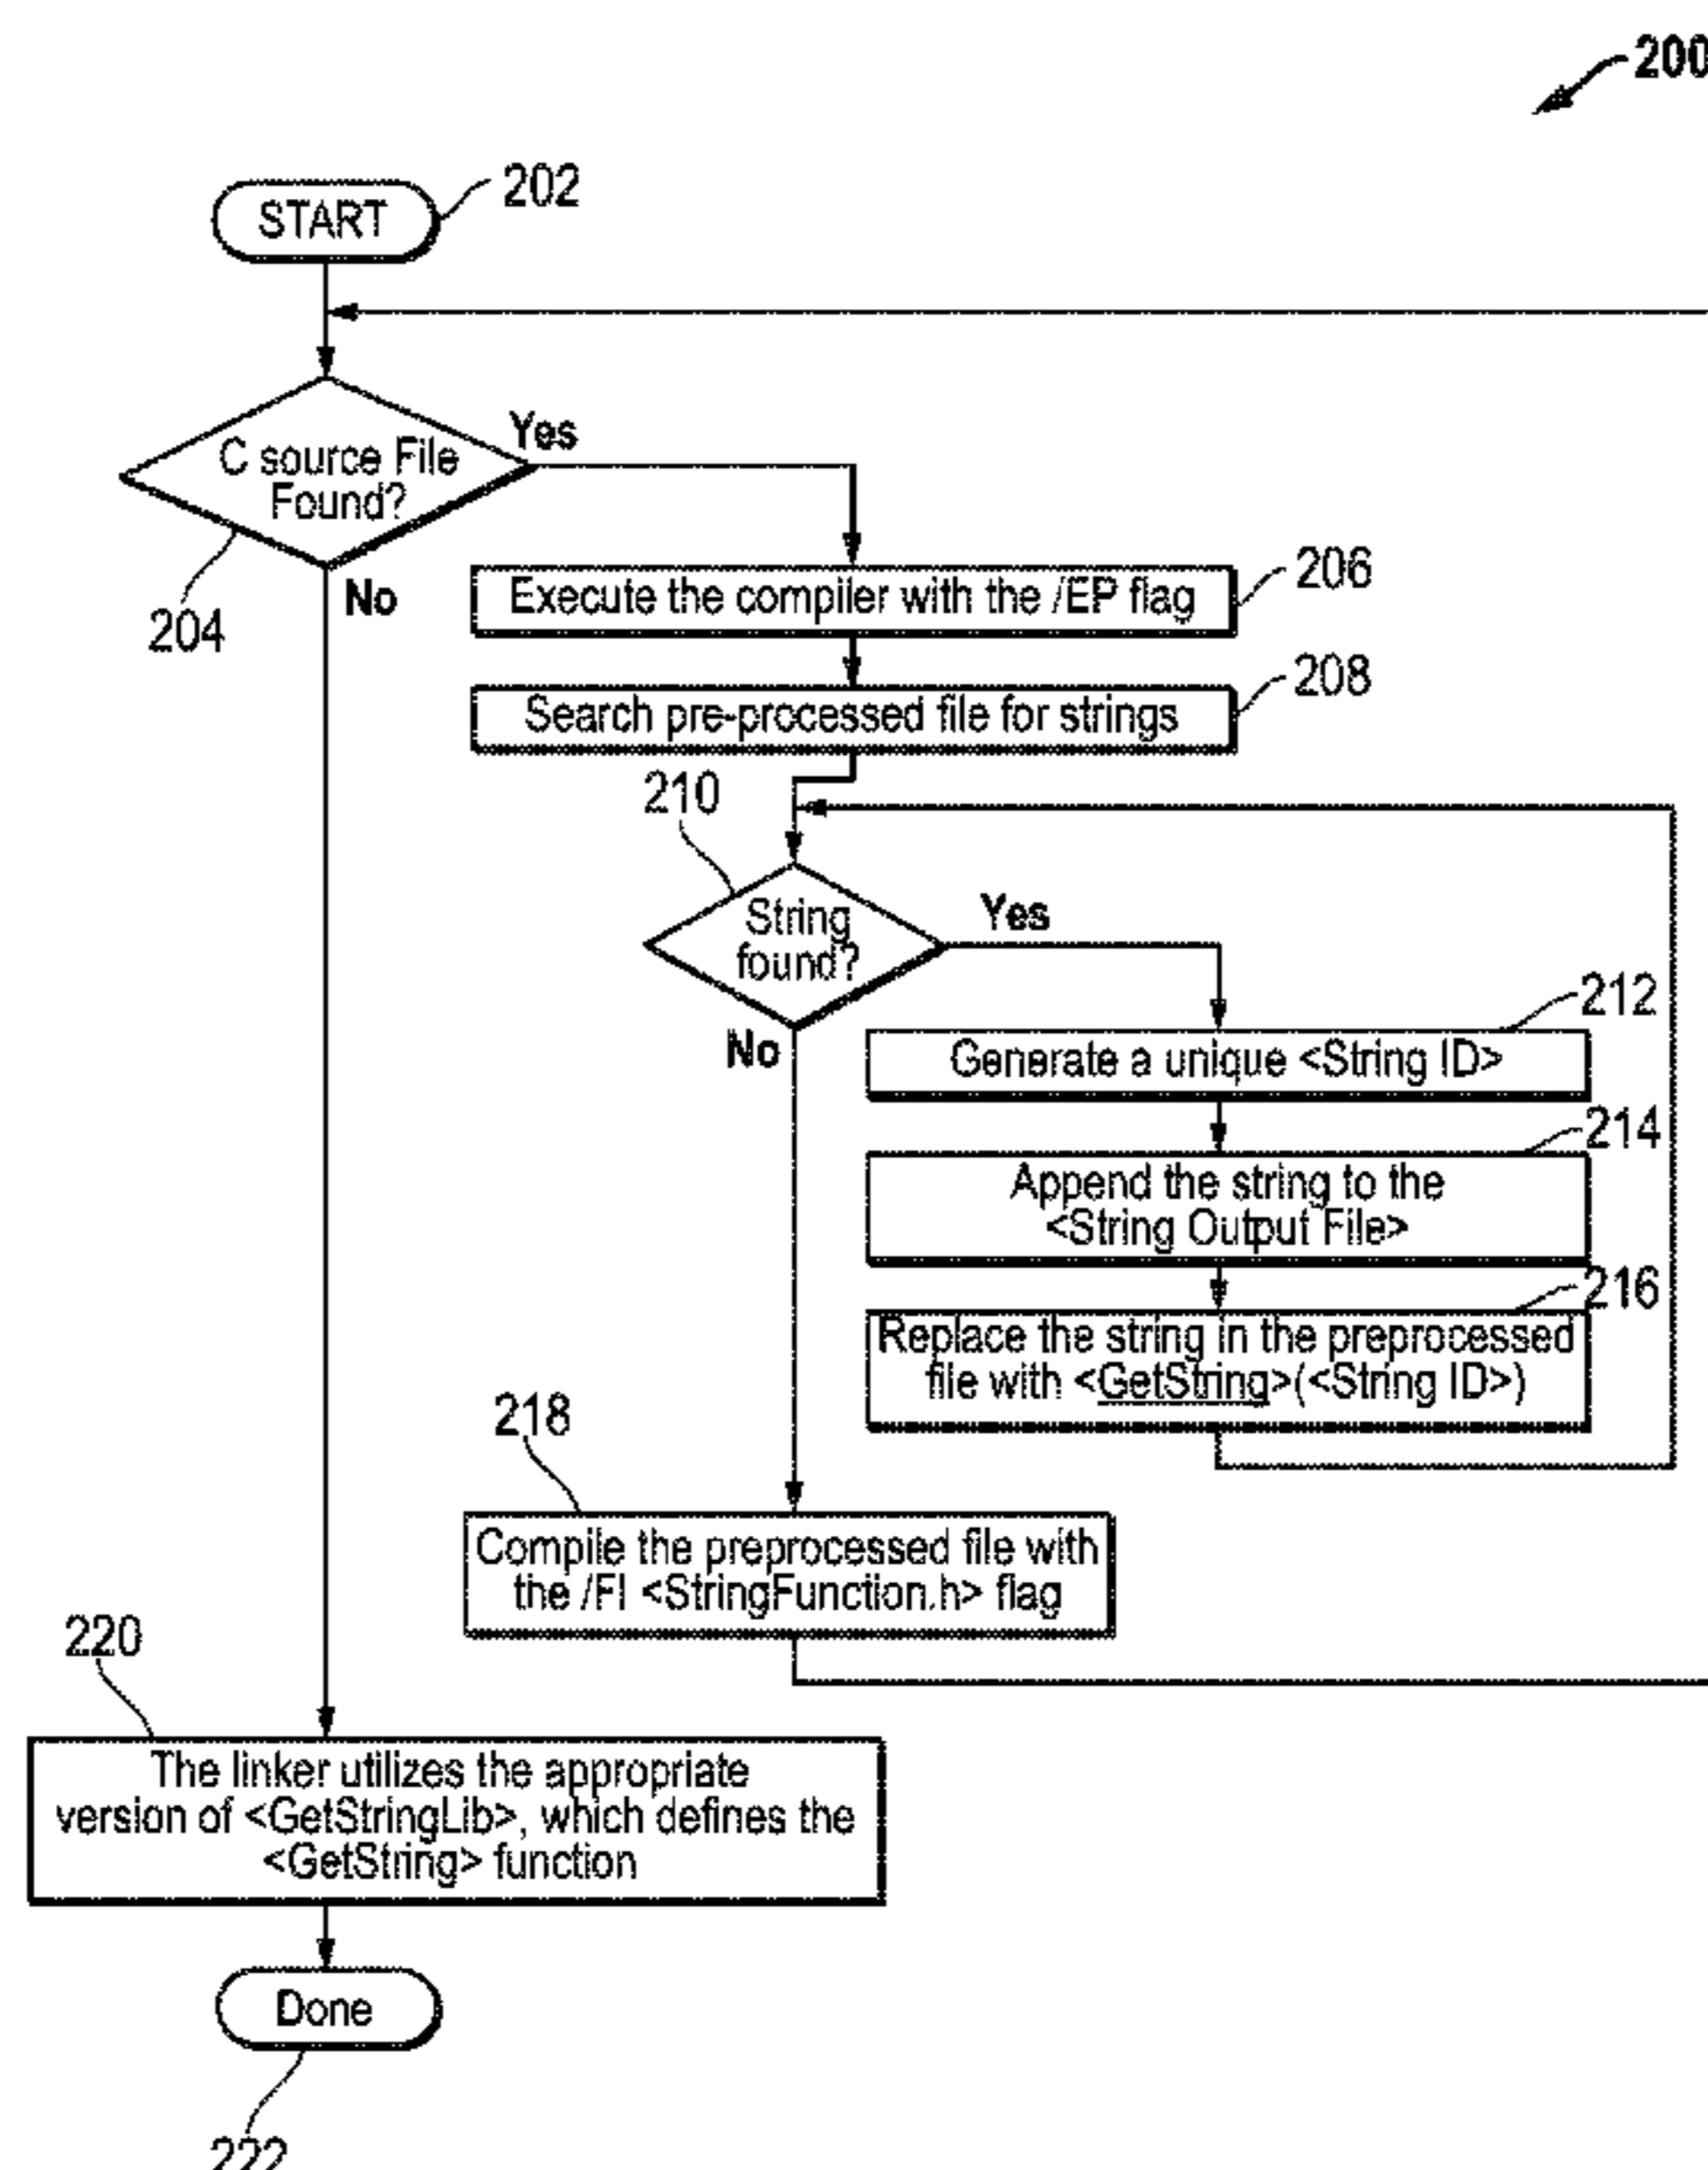 200
START
202
C source File
Found?
Yes
No
204
Execute the compiler with the /EP flag
206
Search pre-processed file for strings
208
210
String
found?
Yes
No
212
Generate a unique <String ID>
214
Append the string to the
<String Output File>
216
Replace the string in the preprocessed
file with <GetString>(<String ID>)
218
Compile the preprocessed file with
the /FI <StringFunction.h> flag
220
The linker utilizes the appropriate
version of <GetStringLib>, which defines the
<GetString> function
Done
222